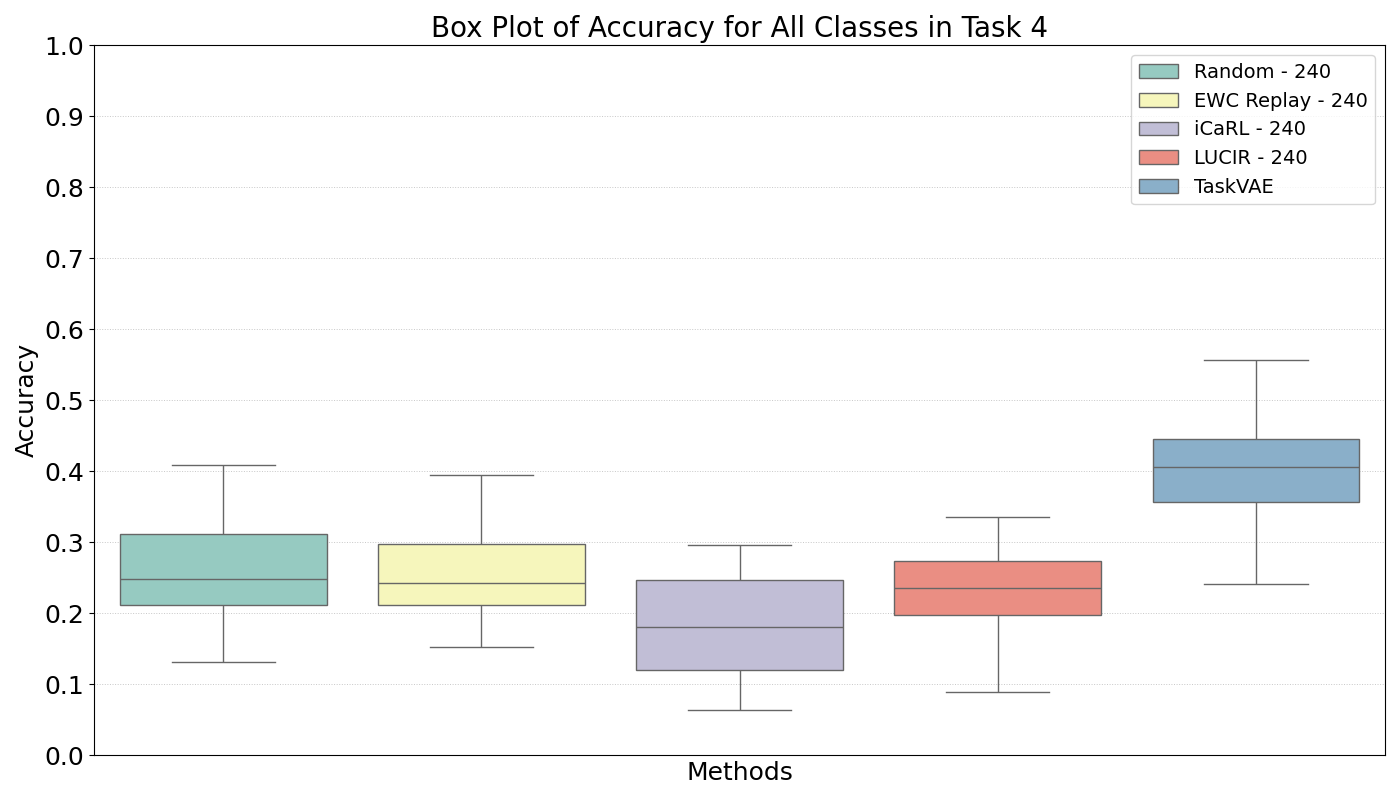 Box Plot of Accuracy for All Classes in Task 4
1.0
0.9
0.8
0.7
0.6
0.5
0.4
0.3
0.2
0.1
0.0
Accuracy
Methods
Random - 240
EWC Replay - 240
iCaRL - 240
LUCIR - 240
TaskVAE